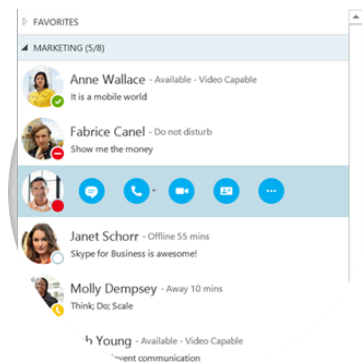 FAVORITES
MARKETING (5/8)
Anne Wallace - Available - Video Capable
It is a mobile world
Fabrice Canel - Do not disturb
Show me the money
Janet Schorr - Offline 55 mins
Skype for Business is awesome!
Molly Dempsey - Away 10 mins
Think; Do; Scale
Young - Available - Video Capable
communication